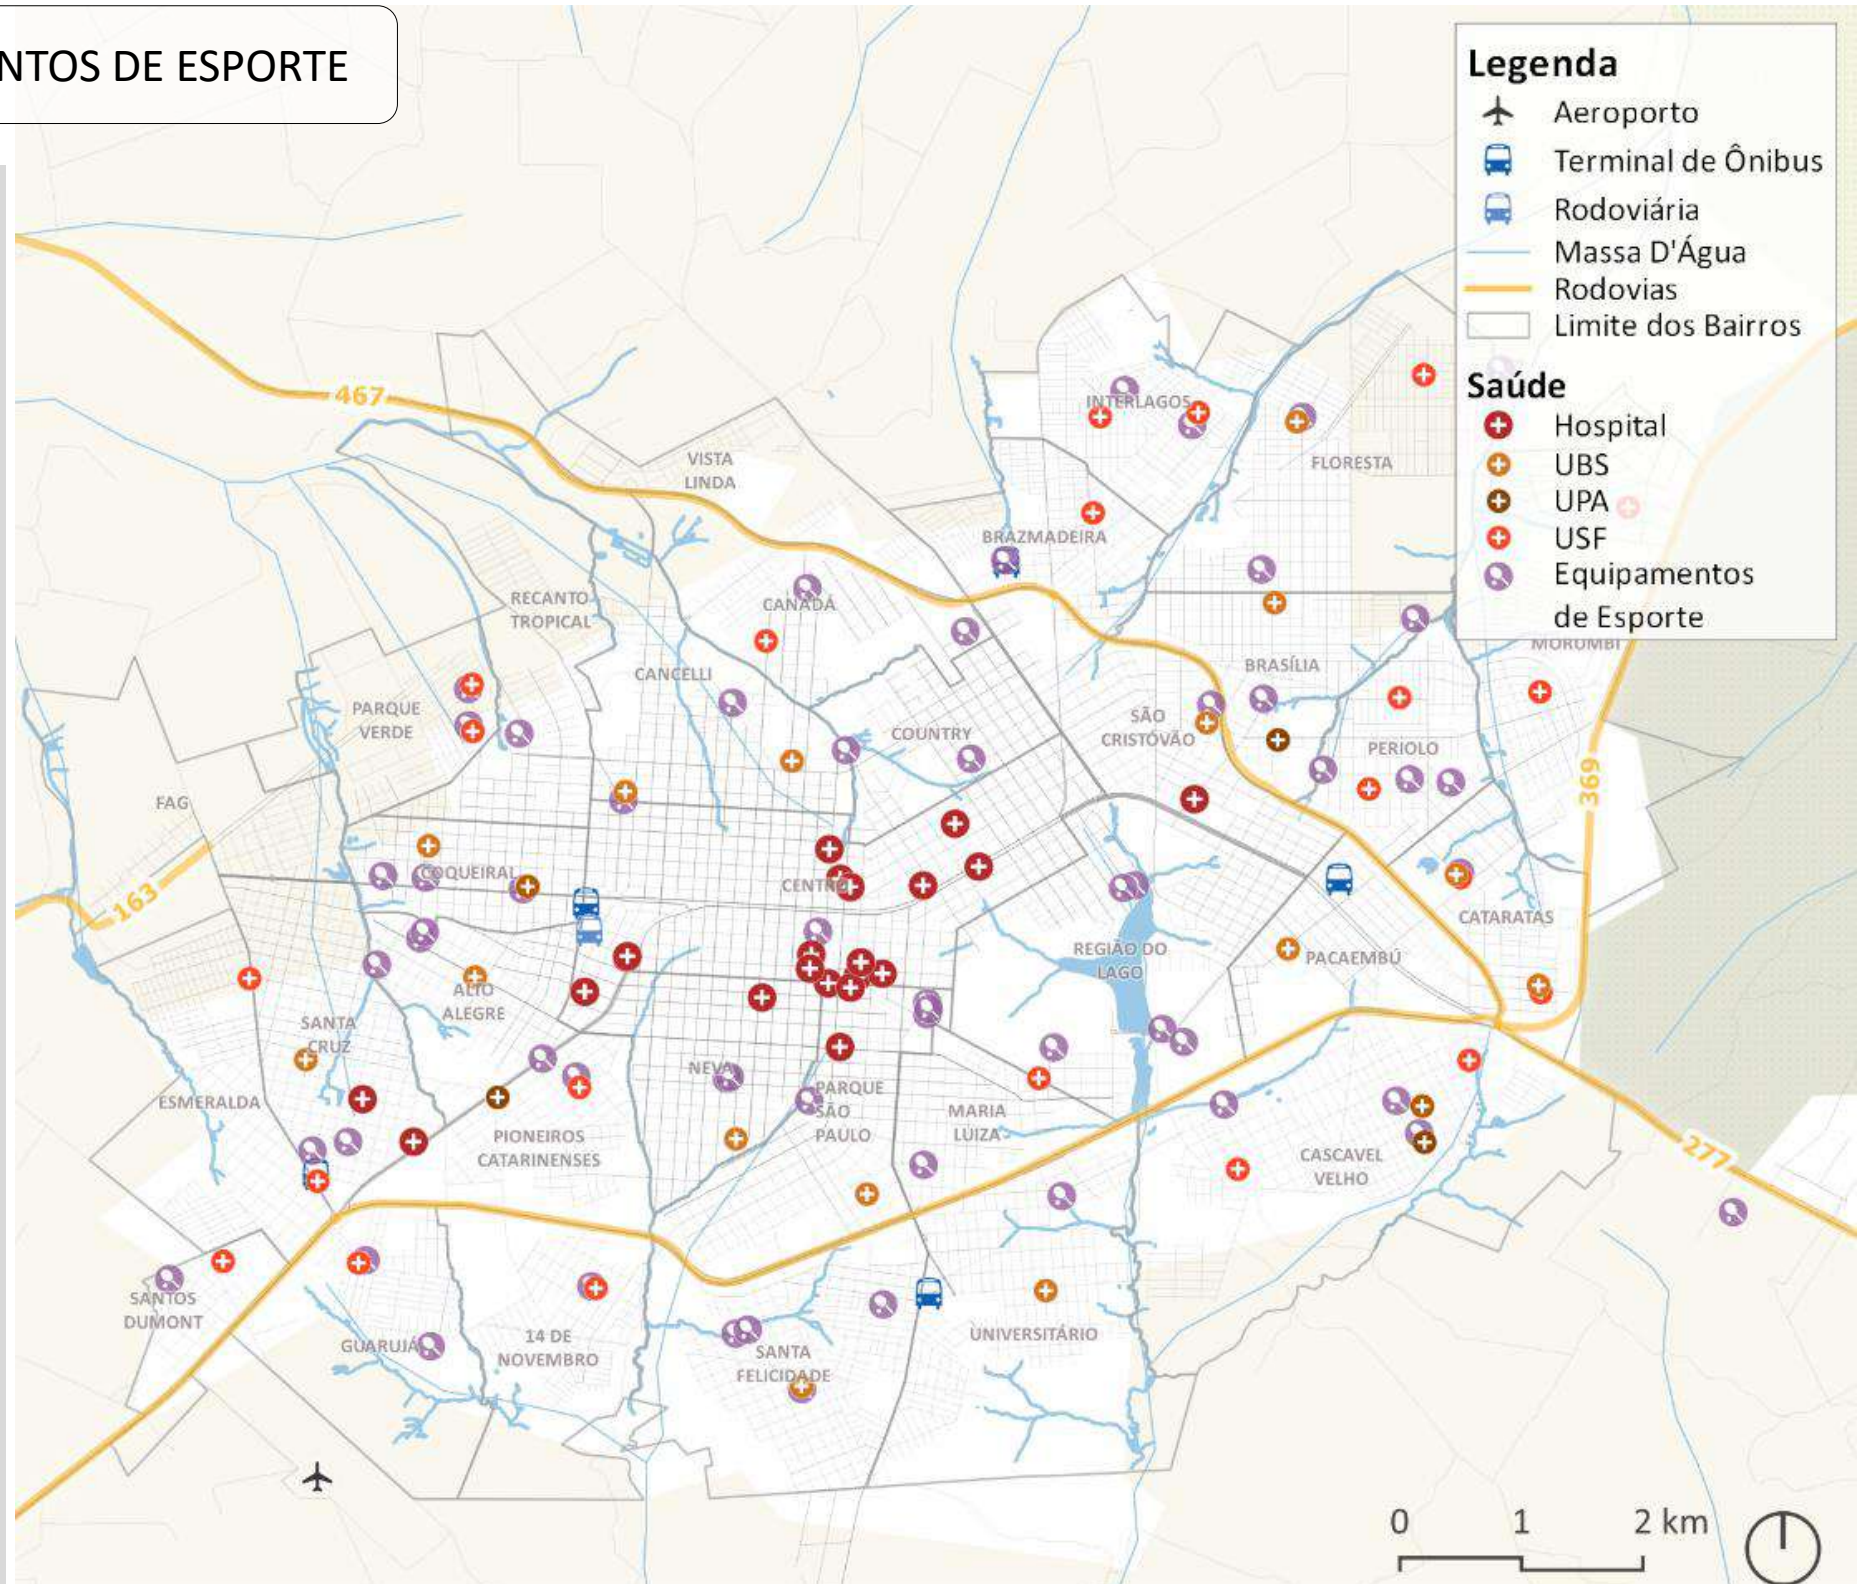 NTOS DE ESPORTE
Legenda
Aeroporto
Terminal de Ônibus
Rodoviária
Massa D'Água
Rodovias
Limite dos Bairros
Saúde
Hospital
UBS
UPA
USF
Equipamentos
de Esporte
467
VISTA
LINDA
INTERLAGOS
FLORESTA
BRAZMADEIRA
RECANTO
TROPICAL
CANADÁ
CANCELLI
MORUMBI
BRASÍLIA
PARQUE
VERDE
COUNTRY
SÃO
CRISTÓVÃO
PERIOLO
369
FAG
163
COQUEIRAL
CENTRO
CATARATAS
REGIÃO DO
LAGO
PACAEMBÚ
ALTO
ALEGRE
SANTA
CRUZ
NEVA
PARQUE
SÃO
PAULO
ESMERALDA
MARIA
LUIZA
PIONEIROS
CATARINENSES
CASCAVEL
VELHO
277
SANTOS
DUMONT
GUARUJÁ
14 DE
NOVEMBRO
SANTA
FELICIDADE
UNIVERSITÁRIO
0 1 2 km